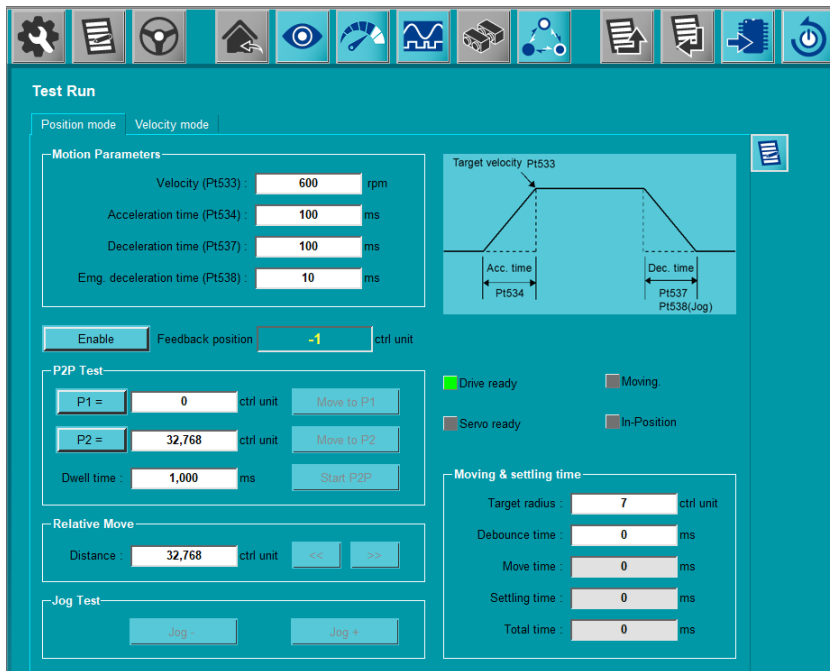 Test Run
Position mode
Velocity mode
Motion Parameters
Velocity (Pt533) : 600 rpm
Acceleration time (Pt534) : 100 ms
Deceleration time (Pt537) : 100 ms
Emg. deceleration time (Pt538) : 10 ms
Target velocity Pt533
Acc. time
Pt534
Dec. time
Pt537
Pt538(Jog)
Enable
Feedback position -1 ctrl unit
P2P Test
P1 = 0 ctrl unit Move to P1
P2 = 32,768 ctrl unit Move to P2
Dwell time : 1,000 ms Start P2P
Drive ready
Moving.
Servo ready
In-Position
Relative Move
Distance : 32,768 ctrl unit << >>
Jog Test
Jog -
Jog +
Moving & settling time
Target radius : 7 ctrl unit
Debounce time : 0 ms
Move time : 0 ms
Settling time : 0 ms
Total time : 0 ms